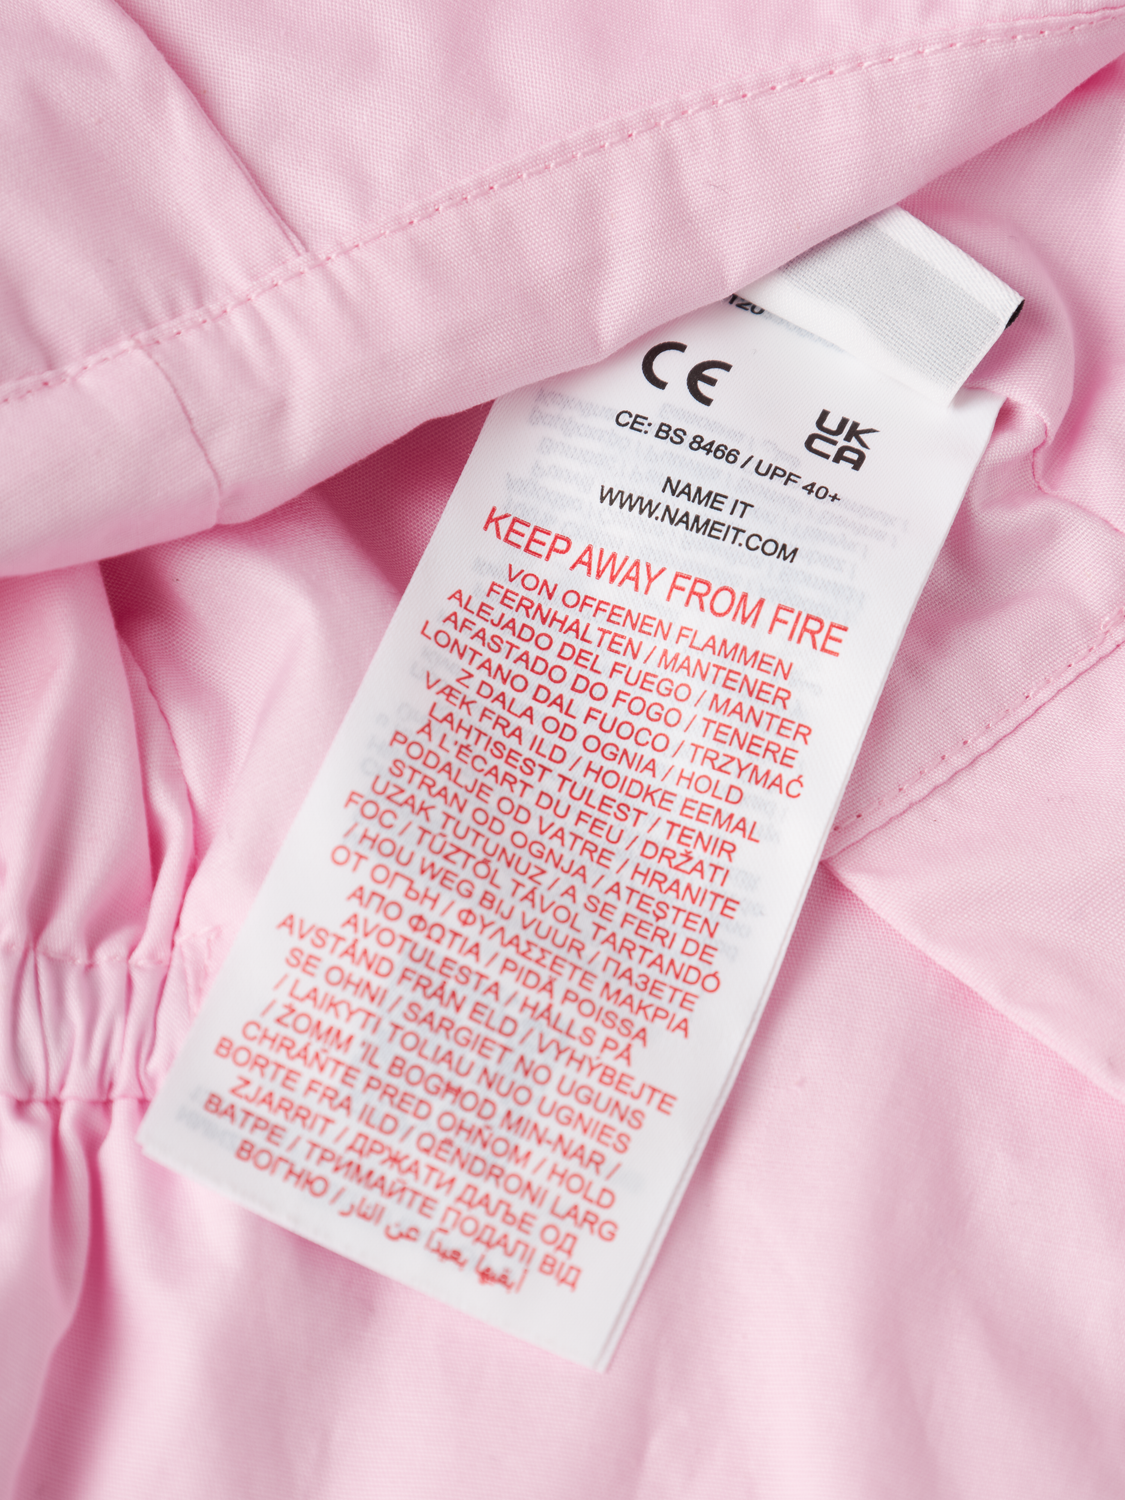 CE
UK
CA
CE: BS 8466 / UPF 40+
NAME IT
WWW.NAMEIT.COM
KEEP AWAY FROM FIRE
VON OFFENEN FLAMMEN
FERNHALTEN / MANTENER
ALEJADO DEL FUEGO / MANTER
AFASTADO DO FOGO / TENERE
LONTANO DAL FUOCO / TRZYMAĆ
Z DALA OD OGNIA / HOLD
VÆK FRA ILD / HOIDKE EEMAL
LAHTISEST TULEST / TENIR
À L'ÉCART DU FEU / DRŽATI
PODALJE OD VATRE / HRANITE
STRAN OD OGNJA / ATEŞTEN
UZAK TUTUNUZ / A SE FERI DE
FOC / TŰZTŐL TÁVOL TARTANDÓ
/ HOU WEG BIJ VUUR / ПАЗЕТЕ
ОТ ОГЪН / ΦΥΛΑΣΣΕΤΕ ΜΑΚΡΙΑ
ΑΠΟ ΦΩΤΙΑ / PIDÄ POISSA
AVOTULESTA / HÅLLS PÅ
AVSTÅND FRÅN ELD / VYHÝBEJTE
SE OHNI / SARGIET NO UGUNS
/ LAIKYTI TOLIAU NUO UGNIES
/ ŻOMM 'IL BOGĦOD MIN-NAR /
CHRÁŇTE PRED OHŇOM / HOLD
BORTE FRA ILD / QËNDRONI LARG
ZJARRIT / ДРЖАТИ ДАЉЕ ОД
ВАТРЕ / ТРИМАЙТЕ ПОДАЛІ ВІД
ВОГНЮ / أبقيها بعيداً عن النار